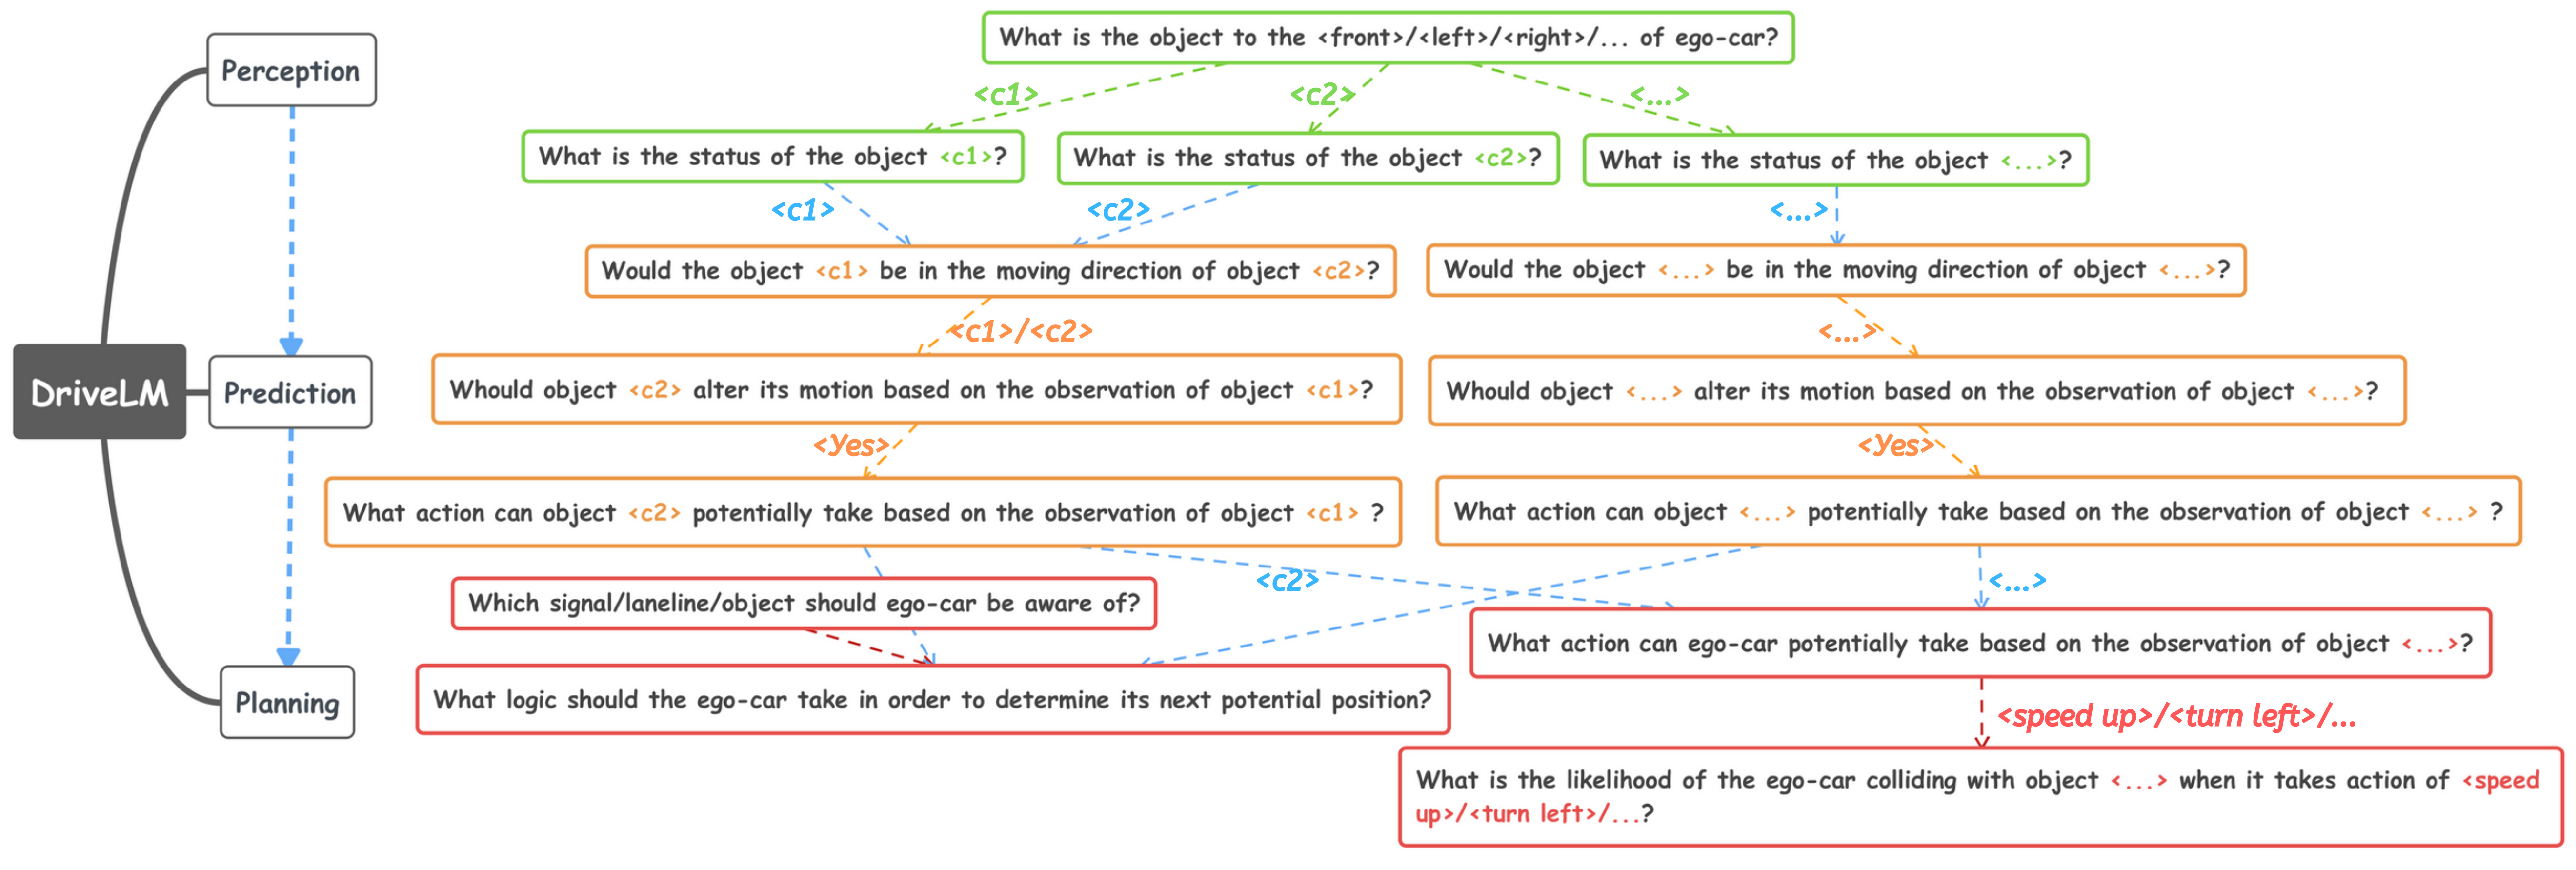 What is the object to the <front>/<left>/<right>/... of ego-car?
Perception
<c1>
<c2>
<...>
What is the status of the object <c1>?
What is the status of the object <c2>?
What is the status of the object <...>?
<c1>
<c2>
<...>
Would the object <c1> be in the moving direction of object <c2>?
Would the object <...> be in the moving direction of object <...>?
<c1>/<c2>
<...>
DriveLM
Prediction
Whould object <c2> alter its motion based on the observation of object <c1>?
Whould object <...> alter its motion based on the observation of object <...>?
<Yes>
<Yes>
What action can object <c2> potentially take based on the observation of object <c1> ?
What action can object <...> potentially take based on the observation of object <...> ?
<c2>
<...>
Which signal/laneline/object should ego-car be aware of?
What action can ego-car potentially take based on the observation of object <...>?
Planning
What logic should the ego-car take in order to determine its next potential position?
<speed up>/<turn left>/...
What is the likelihood of the ego-car colliding with object <...> when it takes action of <speed
up>/<turn left>/...?